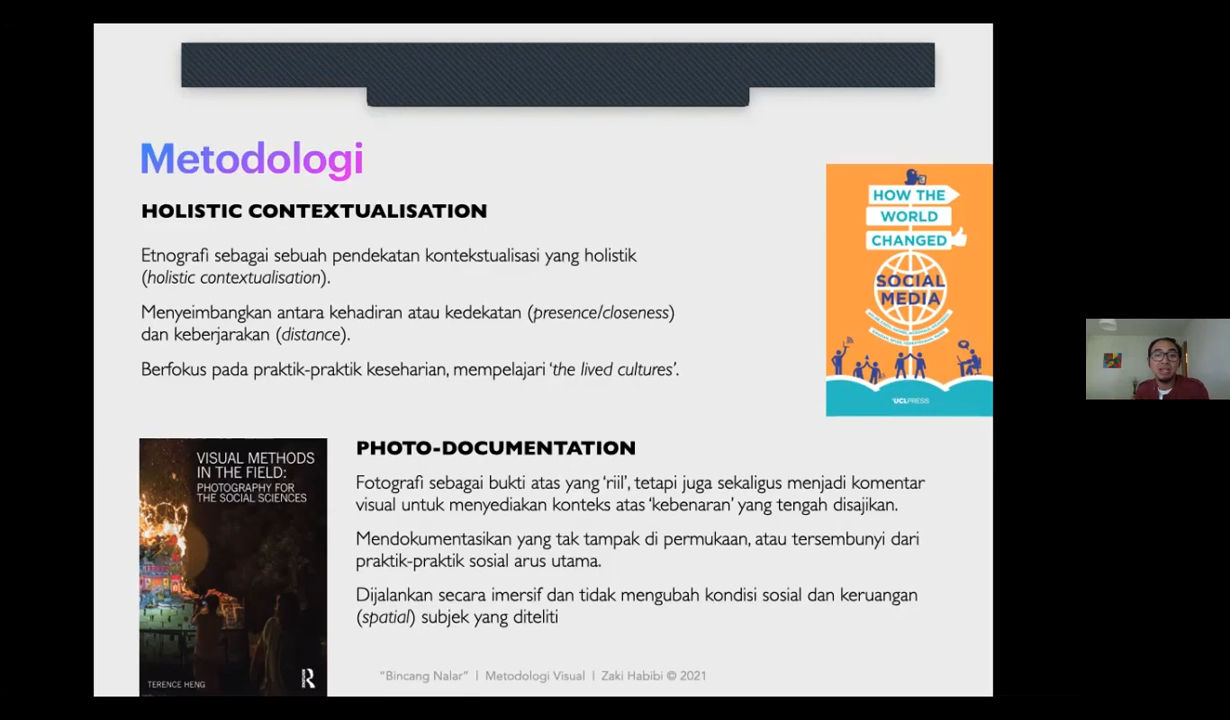 Metodologi
HOLISTIC CONTEXTUALISATION
Etnografi sebagai sebuah pendekatan kontekstualisasi yang holistik
(holistic contextualisation).
Menyeimbangkan antara kehadiran atau kedekatan (presence/closeness)
dan keberjarakan (distance).
Berfokus pada praktik-praktik keseharian, mempelajari ‘the lived cultures’.
HOW THE
WORLD
CHANGED
SOCIAL
MEDIA
UCLPRESS
VISUAL METHODS
IN THE FIELD:
PHOTOGRAPHY FOR
THE SOCIAL SCIENCES
TERENCE HENG
R
PHOTO-DOCUMENTATION
Fotografi sebagai bukti atas yang ‘riil’, tetapi juga sekaligus menjadi komentar
visual untuk menyediakan konteks atas ‘kebenaran’ yang tengah disajikan.
Mendokumentasikan yang tak tampak di permukaan, atau tersembunyi dari
praktik-praktik sosial arus utama.
Dijalankan secara imersif dan tidak mengubah kondisi sosial dan keruangan
(spatial) subjek yang diteliti
“Bincang Nalar” | Metodologi Visual | Zaki Habibi © 2021